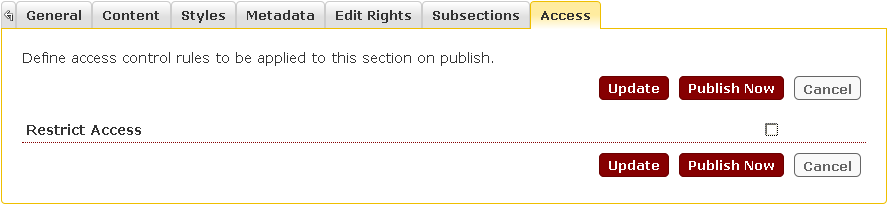 General Content Styles Metadata Edit Rights Subsections Access
Define access control rules to be applied to this section on publish.
Update Publish Now Cancel
Restrict Access
Update Publish Now Cancel